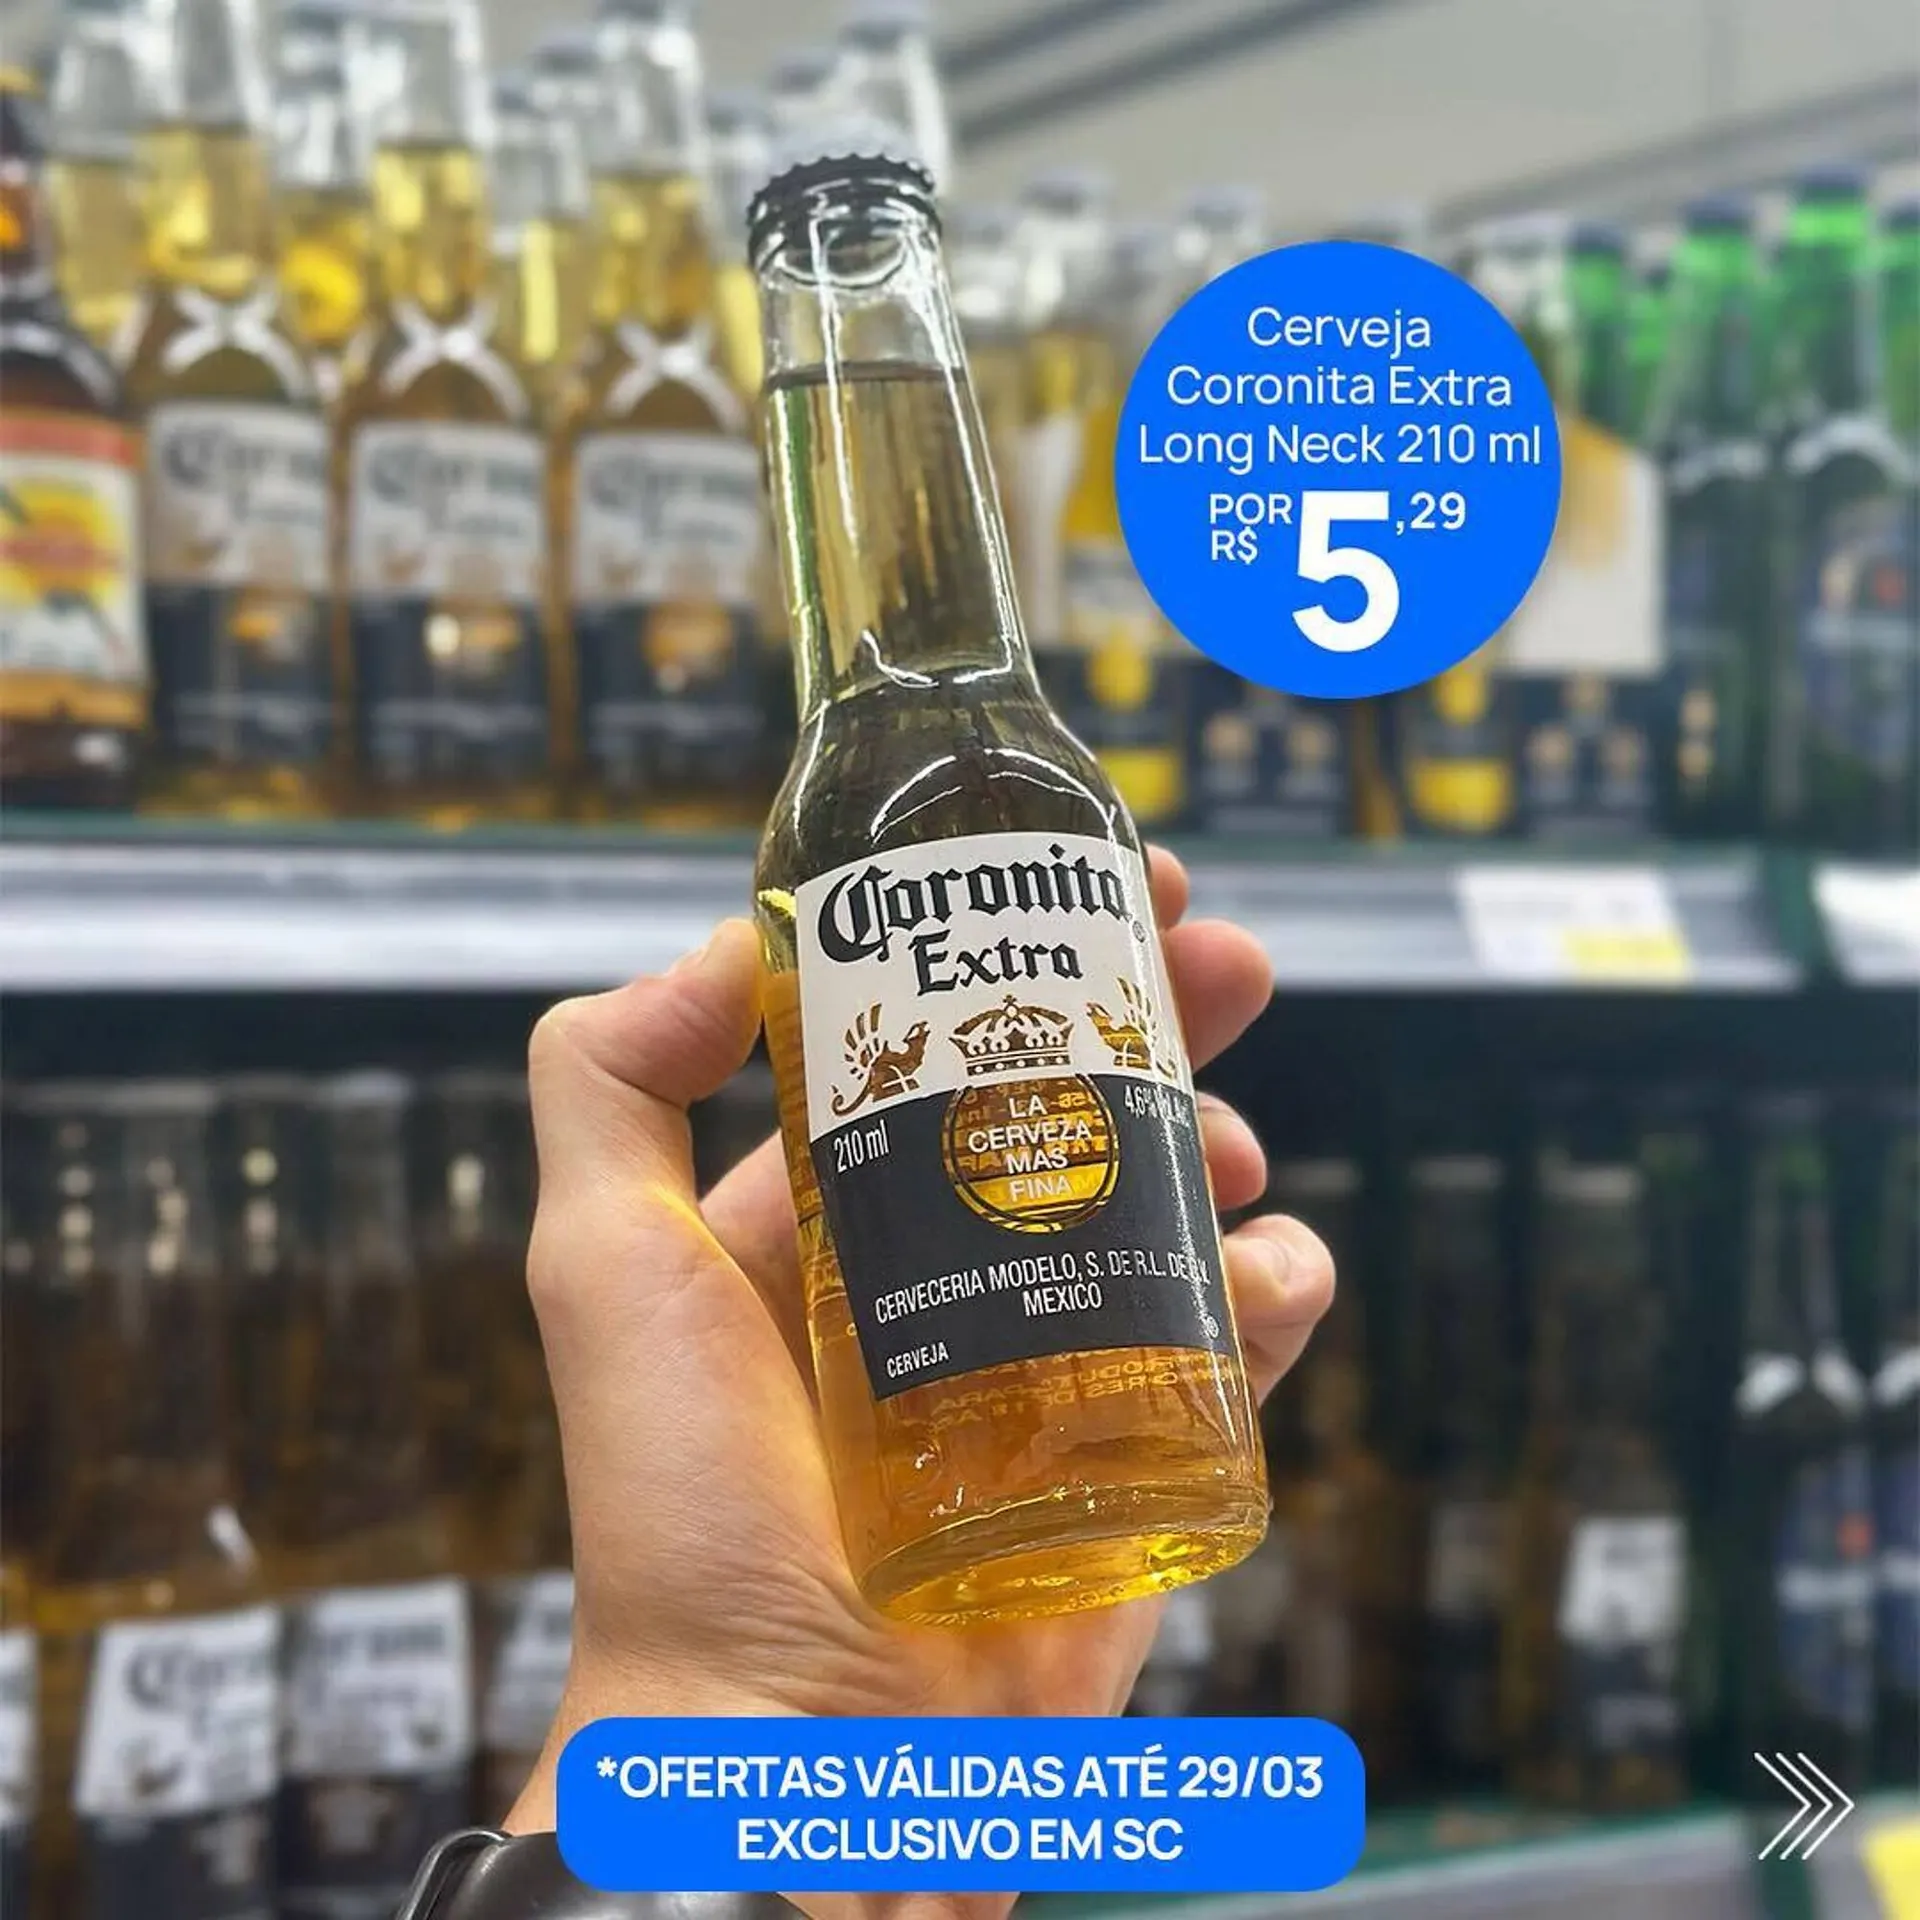 Cerveja
Coronita Extra
Long Neck 210 ml
POR
R$ 5,29
Coronita
Extra
210 ml
LA
CERVEZA
MAS
FINA
CERVECERIA MODELO, S. DE R.L. DE
MEXICO
CERVEJA
*OFERTAS VÁLIDAS ATÉ 29/03
EXCLUSIVO EM SC